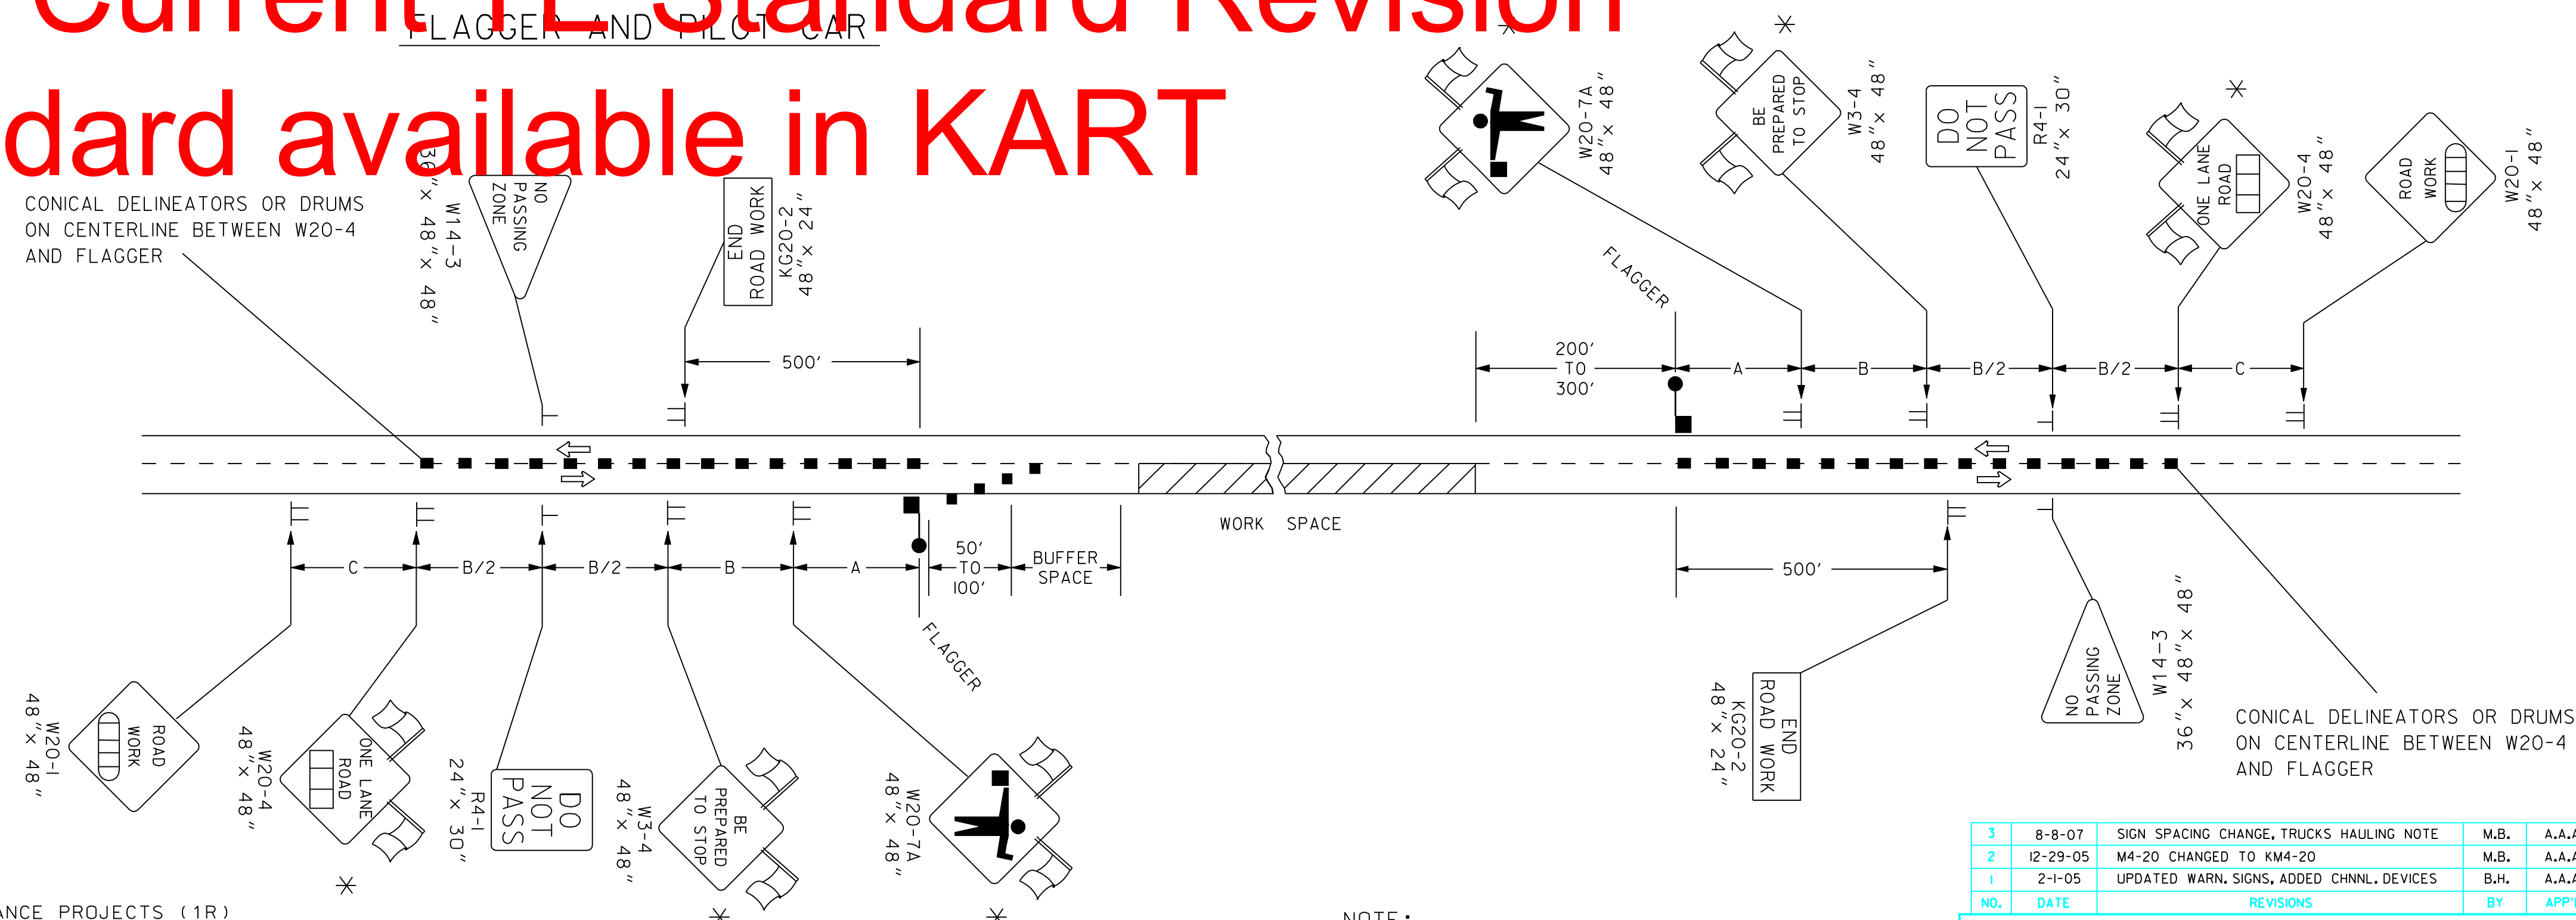 Current TE Standard Revision
dard available in KART
FLAGGER AND PILOT CAR
CONICAL DELINEATORS OR DRUMS
ON CENTERLINE BETWEEN W20-4
AND FLAGGER
W14-3
36"x 48"x 48"
NO
PASSING
ZONE
END
ROAD WORK
KG20-2
48"x 24"
500'
FLAGGER
W20-7A
48"x 48"
BE
PREPARED
TO STOP
W3-4
48"x 48"
DO
NOT
PASS
R4-1
24"x 30"
ONE LANE
ROAD
W20-4
48"x 48"
ROAD
WORK
W20-1
48"x 48"
200'
TO
300'
A
B
B/2
B/2
C
WORK SPACE
C
B/2
B/2
B
A
50'
TO
100'
BUFFER
SPACE
FLAGGER
500'
ROAD
WORK
W20-1
48"x 48"
ONE LANE
ROAD
W20-4
48"x 48"
DO
NOT
PASS
R4-1
24"x 30"
BE
PREPARED
TO STOP
W3-4
48"x 48"
W20-7A
48"x 48"
END
ROAD WORK
KG20-2
48"x 24"
NO
PASSING
ZONE
W14-3
36"x 48"x 48"
CONICAL DELINEATORS OR DRUMS
ON CENTERLINE BETWEEN W20-4
AND FLAGGER
3 8-8-07 SIGN SPACING CHANGE, TRUCKS HAULING NOTE M.B. A.A.A
2 12-29-05 M4-20 CHANGED TO KM4-20 M.B. A.A.A
1 2-1-05 UPDATED WARN. SIGNS, ADDED CHNNL. DEVICES B.H. A.A.A
NO. DATE REVISIONS BY APP'
ANCE PROJECTS (1R)
NOTE: